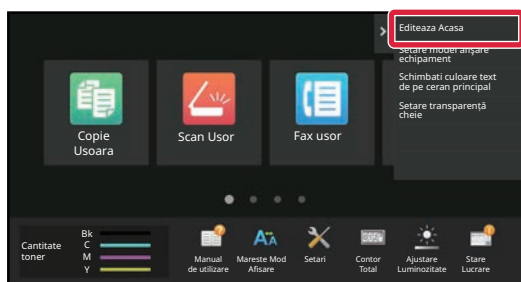 Editeaza Acasa
Setare model afişare
echipament
Schimbati culoare text
de pe ceran principal
Setare transparență
cheie
Copie
Usoara
Scan Usor
Fax usor
Cantitate
toner
Bk
C
M
Y
Manual
de utilizare
Mareste Mod
Afisare
Setari
Contor
Total
Ajustare
Luminozitate
Stare
Lucrare